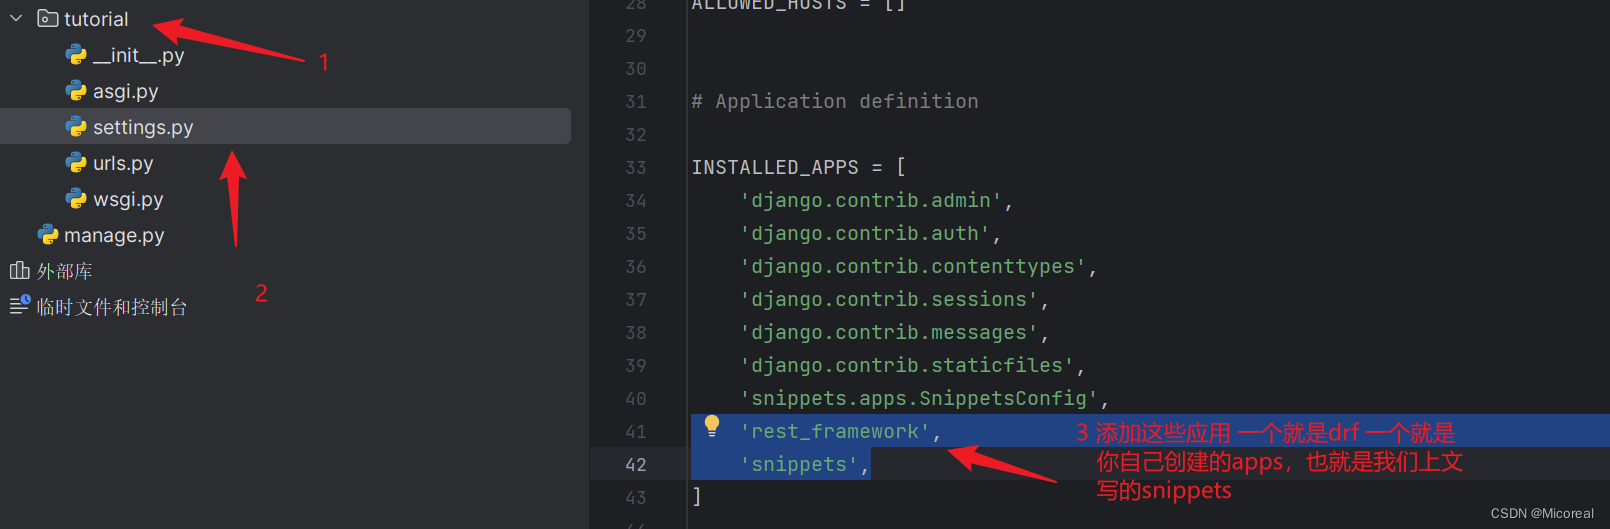 tutorial
__init__.py
asgi.py
settings.py
urls.py
wsgi.py
manage.py
外部库
临时文件和控制台
1
2
28 ALLOWED_HOSTS = []
29
30
31 # Application definition
32
33 INSTALLED_APPS = [
34 'django.contrib.admin',
35 'django.contrib.auth',
36 'django.contrib.contenttypes',
37 'django.contrib.sessions',
38 'django.contrib.messages',
39 'django.contrib.staticfiles',
40 'snippets.apps.SnippetsConfig',
41 'rest_framework',
42 'snippets',
43 ]
3 添加这些应用 一个就是drf 一个就是
你自己创建的apps，也就是我们上文
写的snippets
CSDN @Micoreal